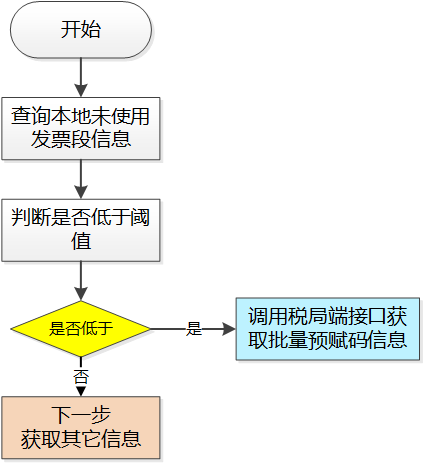 开始
查询本地未使用
发票段信息
判断是否低于阈
值
是否低于
是
调用税局端接口获
取批量预赋码信息
否
下一步
获取其它信息